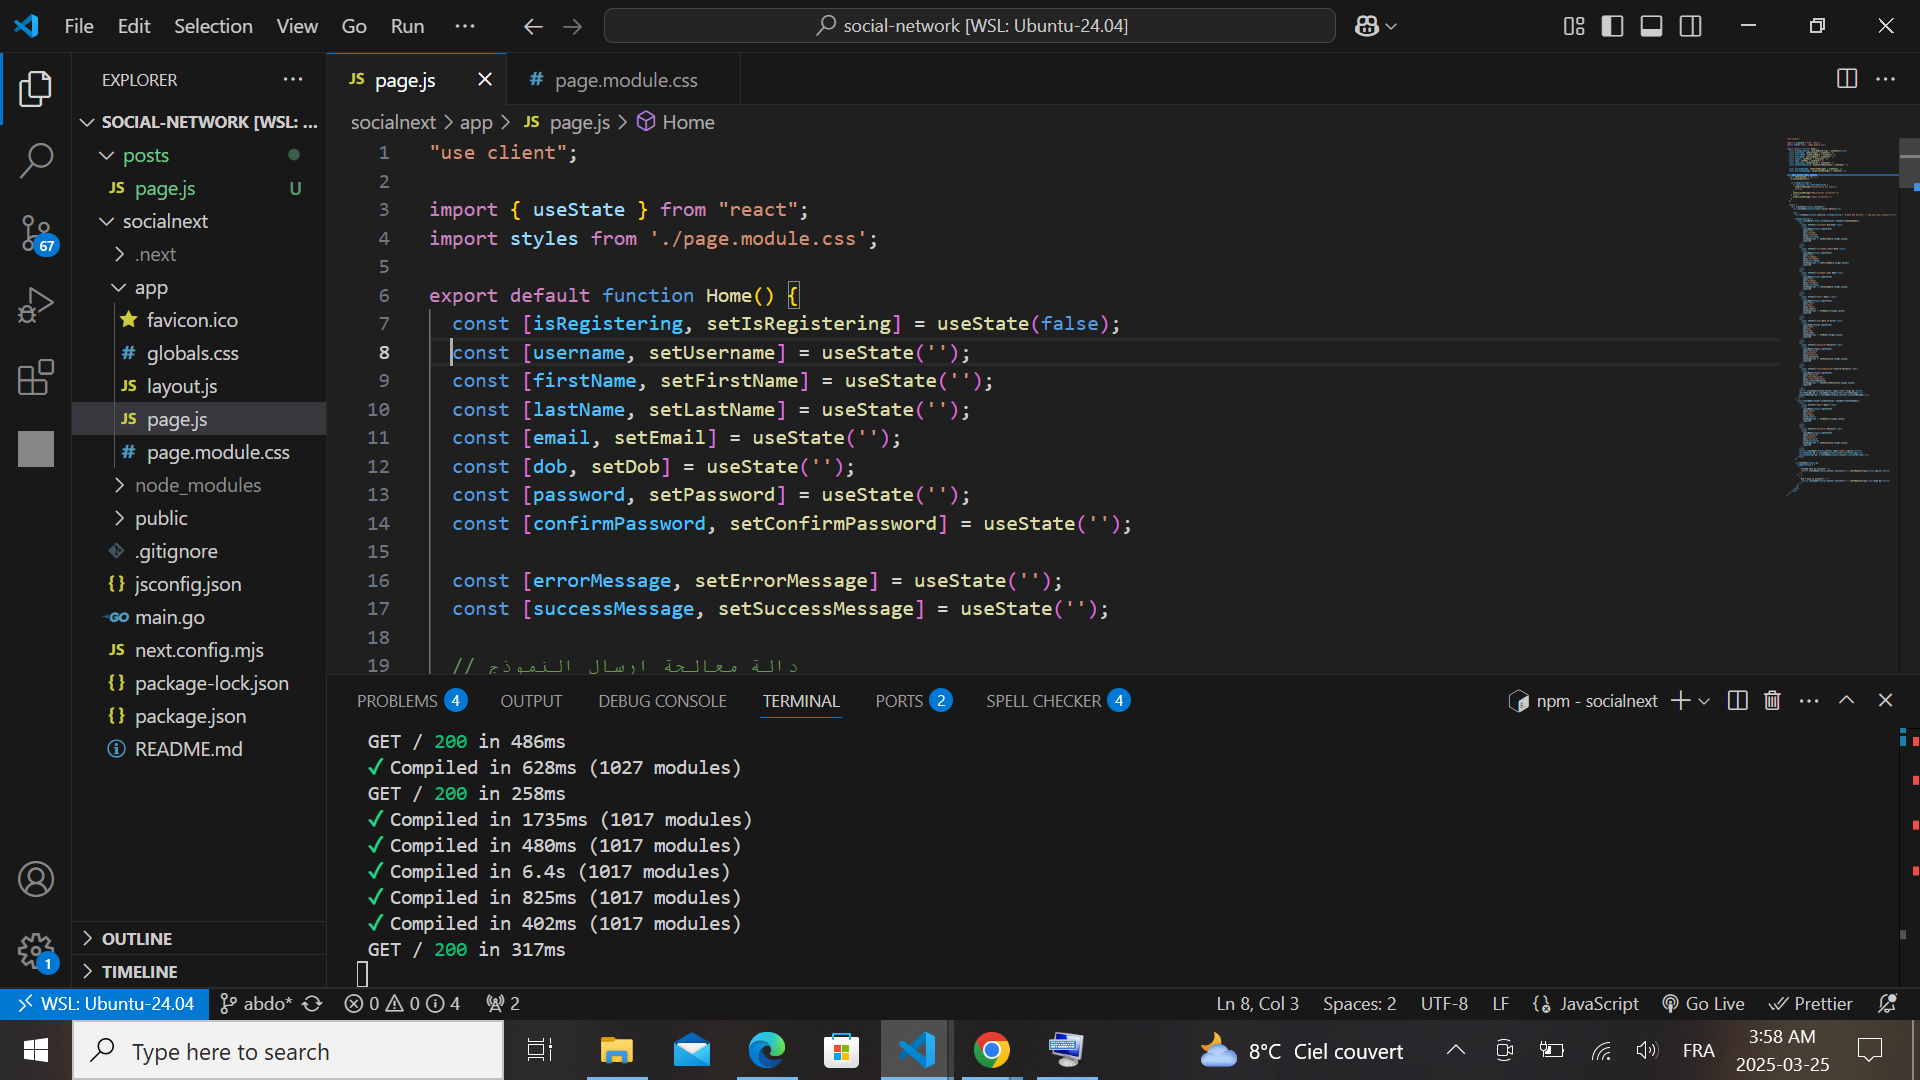 File Edit Selection View Go Run ···
social-network [WSL: Ubuntu-24.04]
EXPLORER
SOCIAL-NETWORK [WSL: ...
posts
JS page.js U
socialnext
.next
app
favicon.ico
# globals.css
JS layout.js
JS page.js
# page.module.css
node_modules
public
.gitignore
{} jsconfig.json
GO main.go
JS next.config.mjs
{} package-lock.json
{} package.json
README.md
OUTLINE
TIMELINE
67
1
JS page.js
# page.module.css
socialnext > app > JS page.js > Home
1 "use client";
2
3 import { useState } from "react";
4 import styles from './page.module.css';
5
6 export default function Home() {
7 const [isRegistering, setIsRegistering] = useState(false);
8 const [username, setUsername] = useState('');
9 const [firstName, setFirstName] = useState('');
10 const [lastName, setLastName] = useState('');
11 const [email, setEmail] = useState('');
12 const [dob, setDob] = useState('');
13 const [password, setPassword] = useState('');
14 const [confirmPassword, setConfirmPassword] = useState('');
15
16 const [errorMessage, setErrorMessage] = useState('');
17 const [successMessage, setSuccessMessage] = useState('');
18
19 // دالة معالجة إرسال النموذج
PROBLEMS 4 OUTPUT DEBUG CONSOLE TERMINAL PORTS 2 SPELL CHECKER 4
npm - socialnext
GET / 200 in 486ms
✓ Compiled in 628ms (1027 modules)
GET / 200 in 258ms
✓ Compiled in 1735ms (1017 modules)
✓ Compiled in 480ms (1017 modules)
✓ Compiled in 6.4s (1017 modules)
✓ Compiled in 825ms (1017 modules)
✓ Compiled in 402ms (1017 modules)
GET / 200 in 317ms
WSL: Ubuntu-24.04 abdo* 0 0 4 2
Ln 8, Col 3 Spaces: 2 UTF-8 LF {} JavaScript Go Live Prettier
Type here to search
8°C Ciel couvert
FRA
3:58 AM
2025-03-25